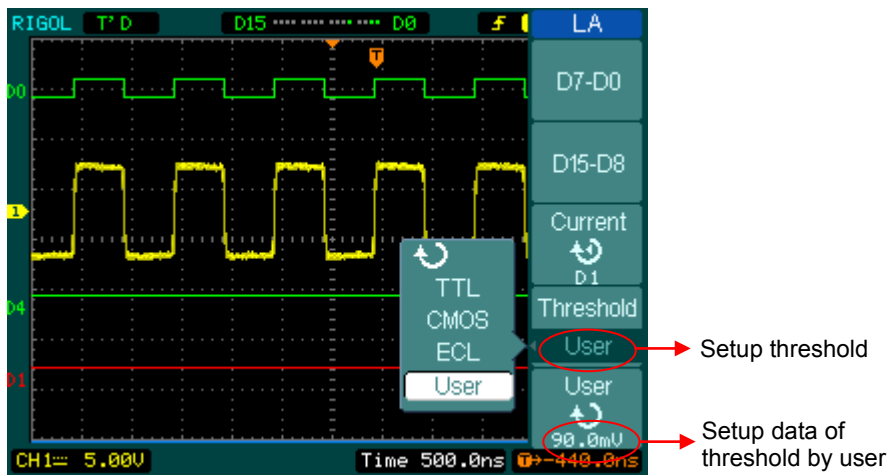 RIGOL T'D D15 D0 LA
D7-D0
D0
D15-D8
1
Current
D1
TTL
CMOS
ECL
User
D4
D1
Threshold
User
User
90.0mV
Setup threshold
Setup data of
threshold by user
CH1 5.00V Time 500.0ns T→-440.0ns
T